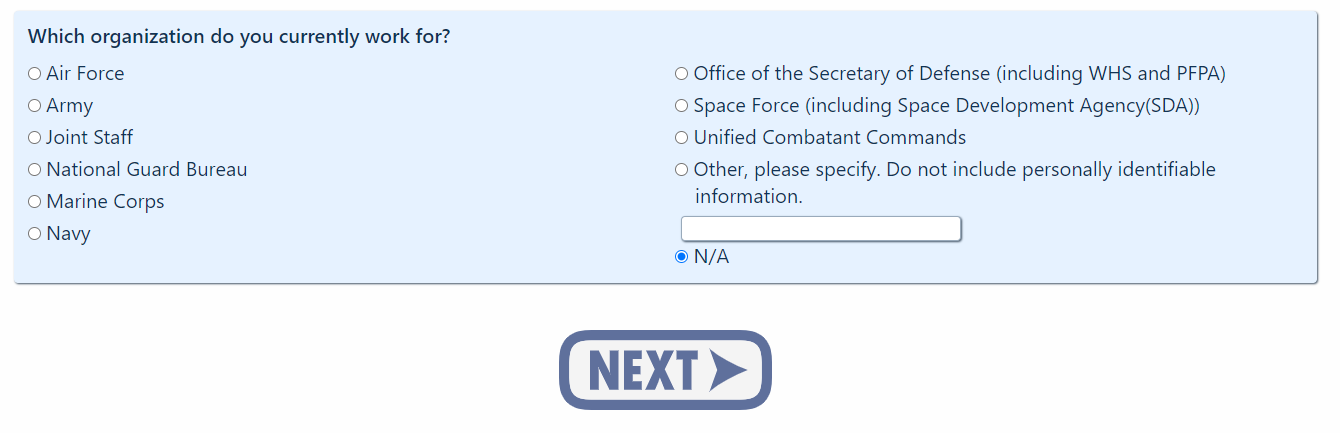 Which organization do you currently work for?
Air Force
Army
Joint Staff
National Guard Bureau
Marine Corps
Navy
Office of the Secretary of Defense (including WHS and PFPA)
Space Force (including Space Development Agency(SDA))
Unified Combatant Commands
Other, please specify. Do not include personally identifiable
information.
N/A
NEXT